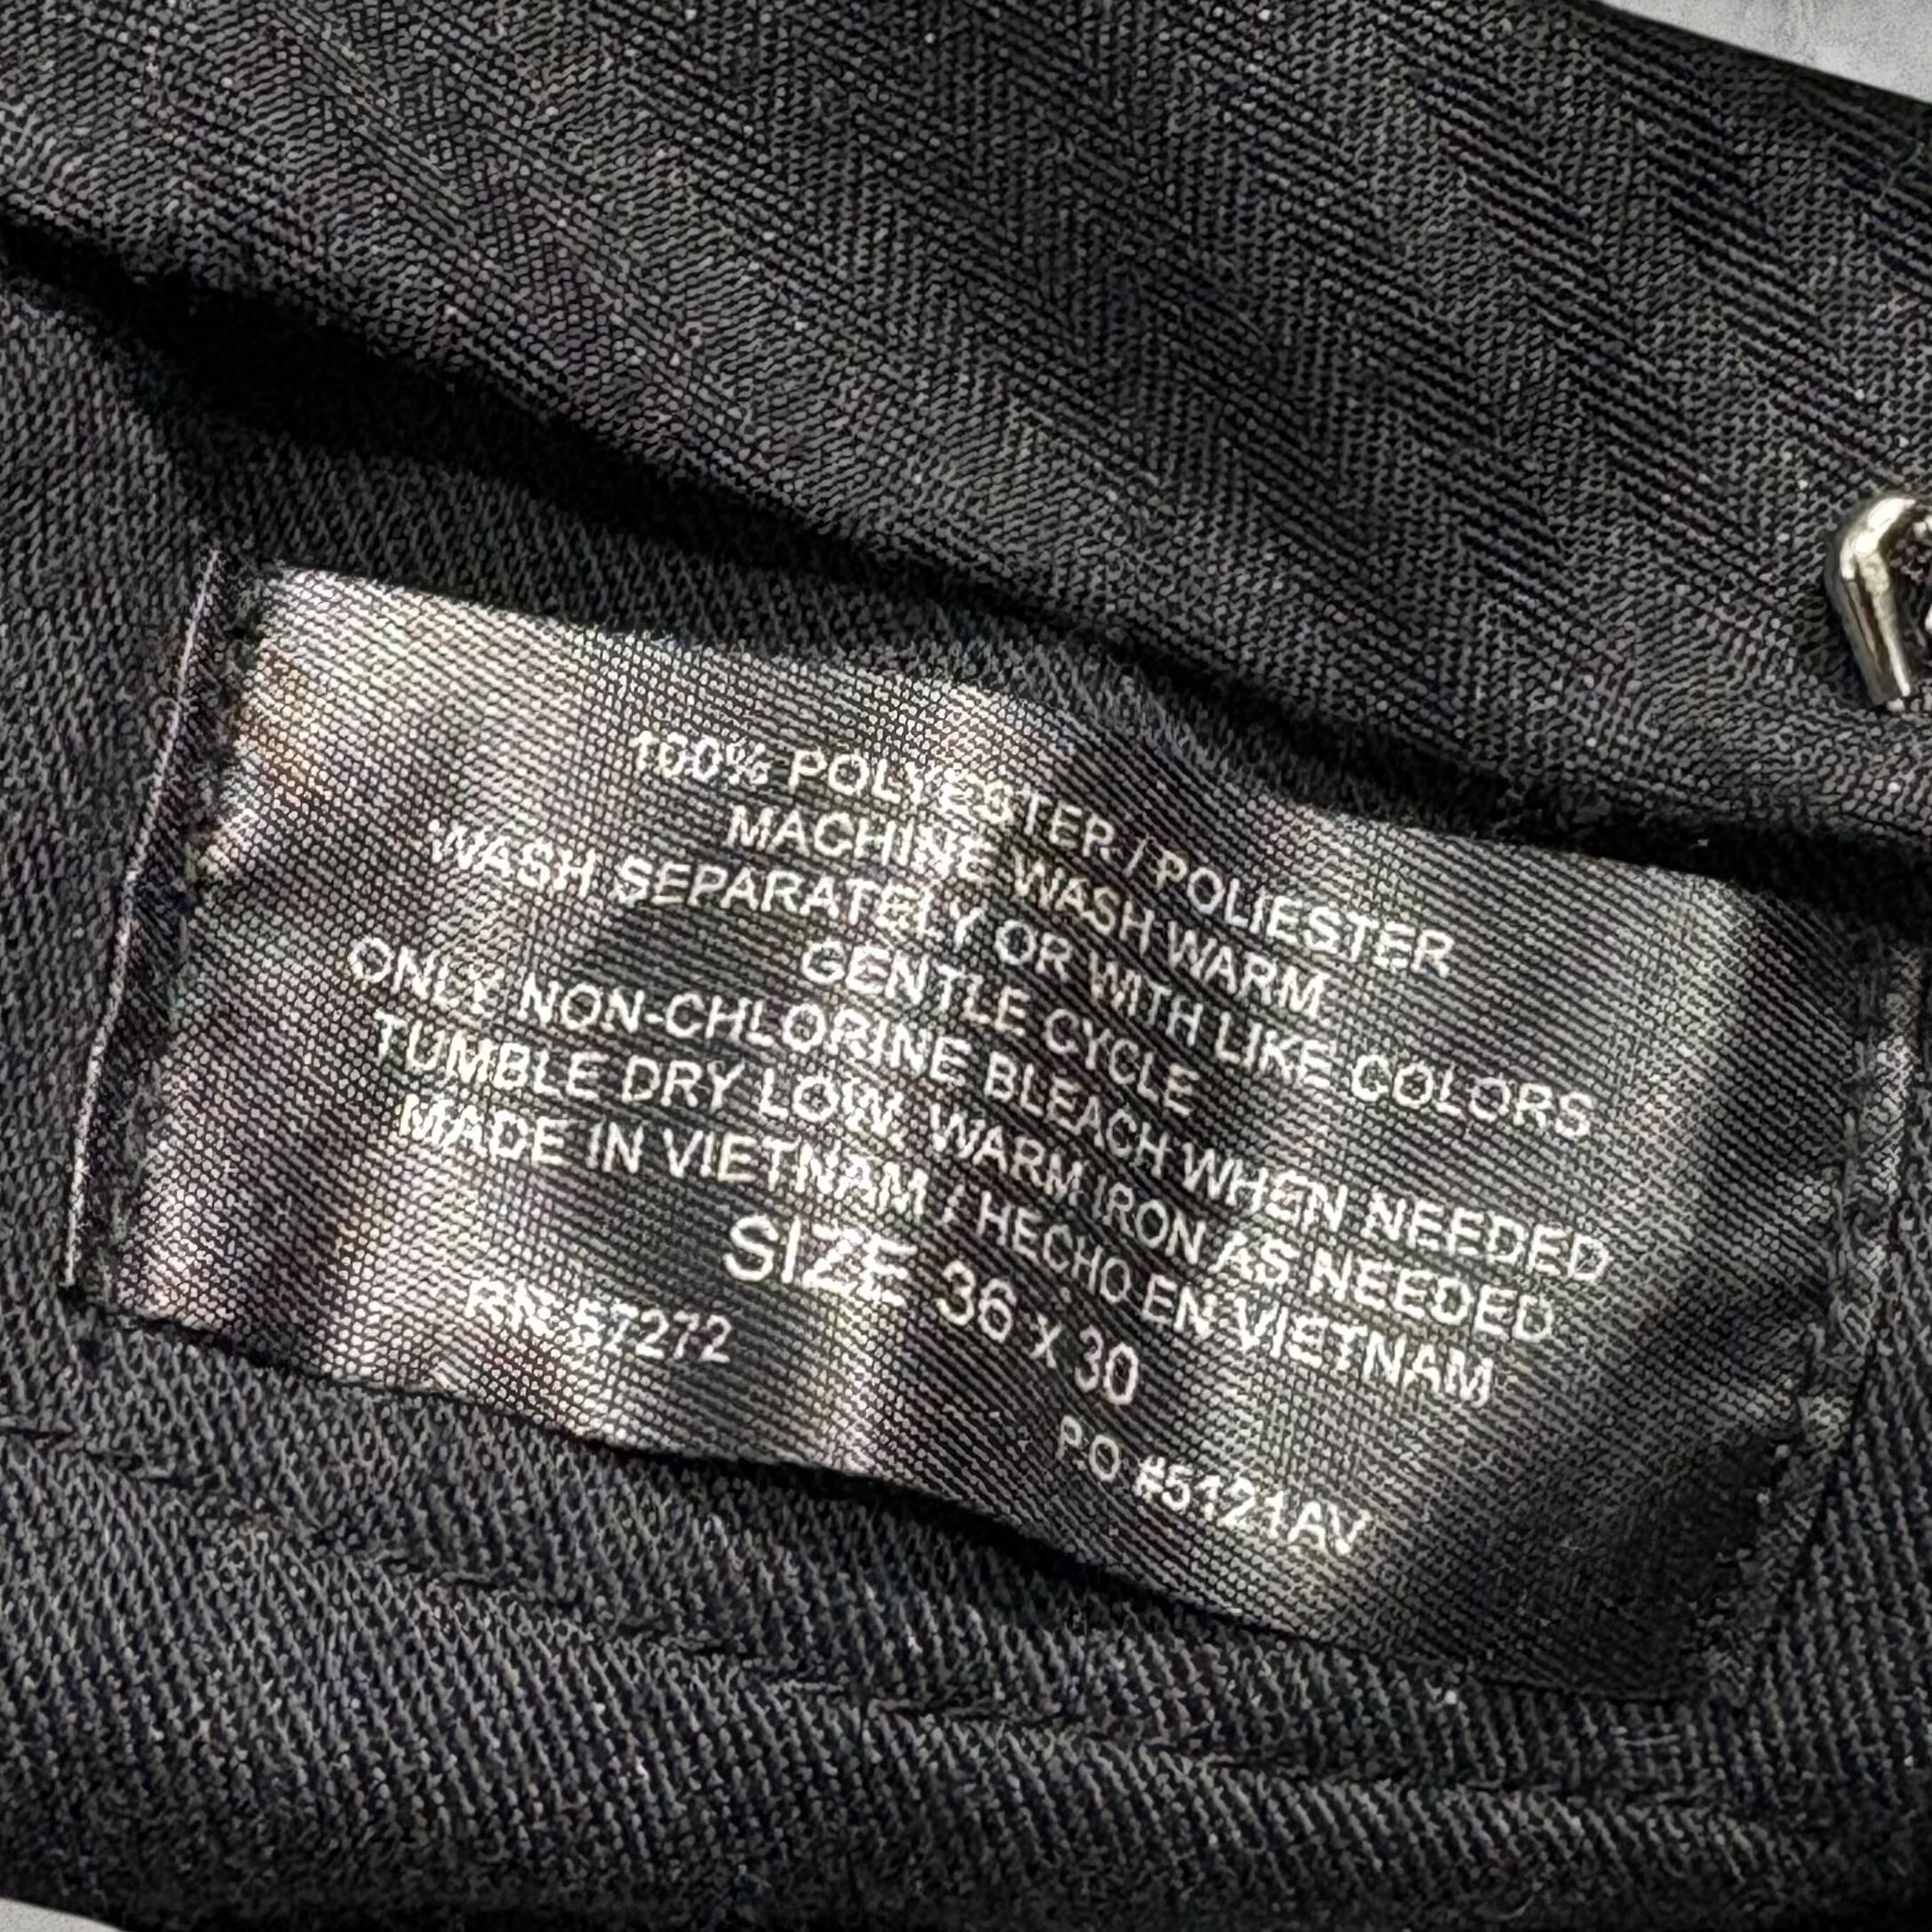 100% POLYESTER / POLIESTER
MACHINE WASH WARM
WASH SEPARATELY OR WITH LIKE COLORS
GENTLE CYCLE
ONLY NON-CHLORINE BLEACH WHEN NEEDED
TUMBLE DRY LOW, WARM IRON AS NEEDED
MADE IN VIETNAM / HECHO EN VIETNAM
SIZE 36 X 30
RN 57272 PO #5421AV